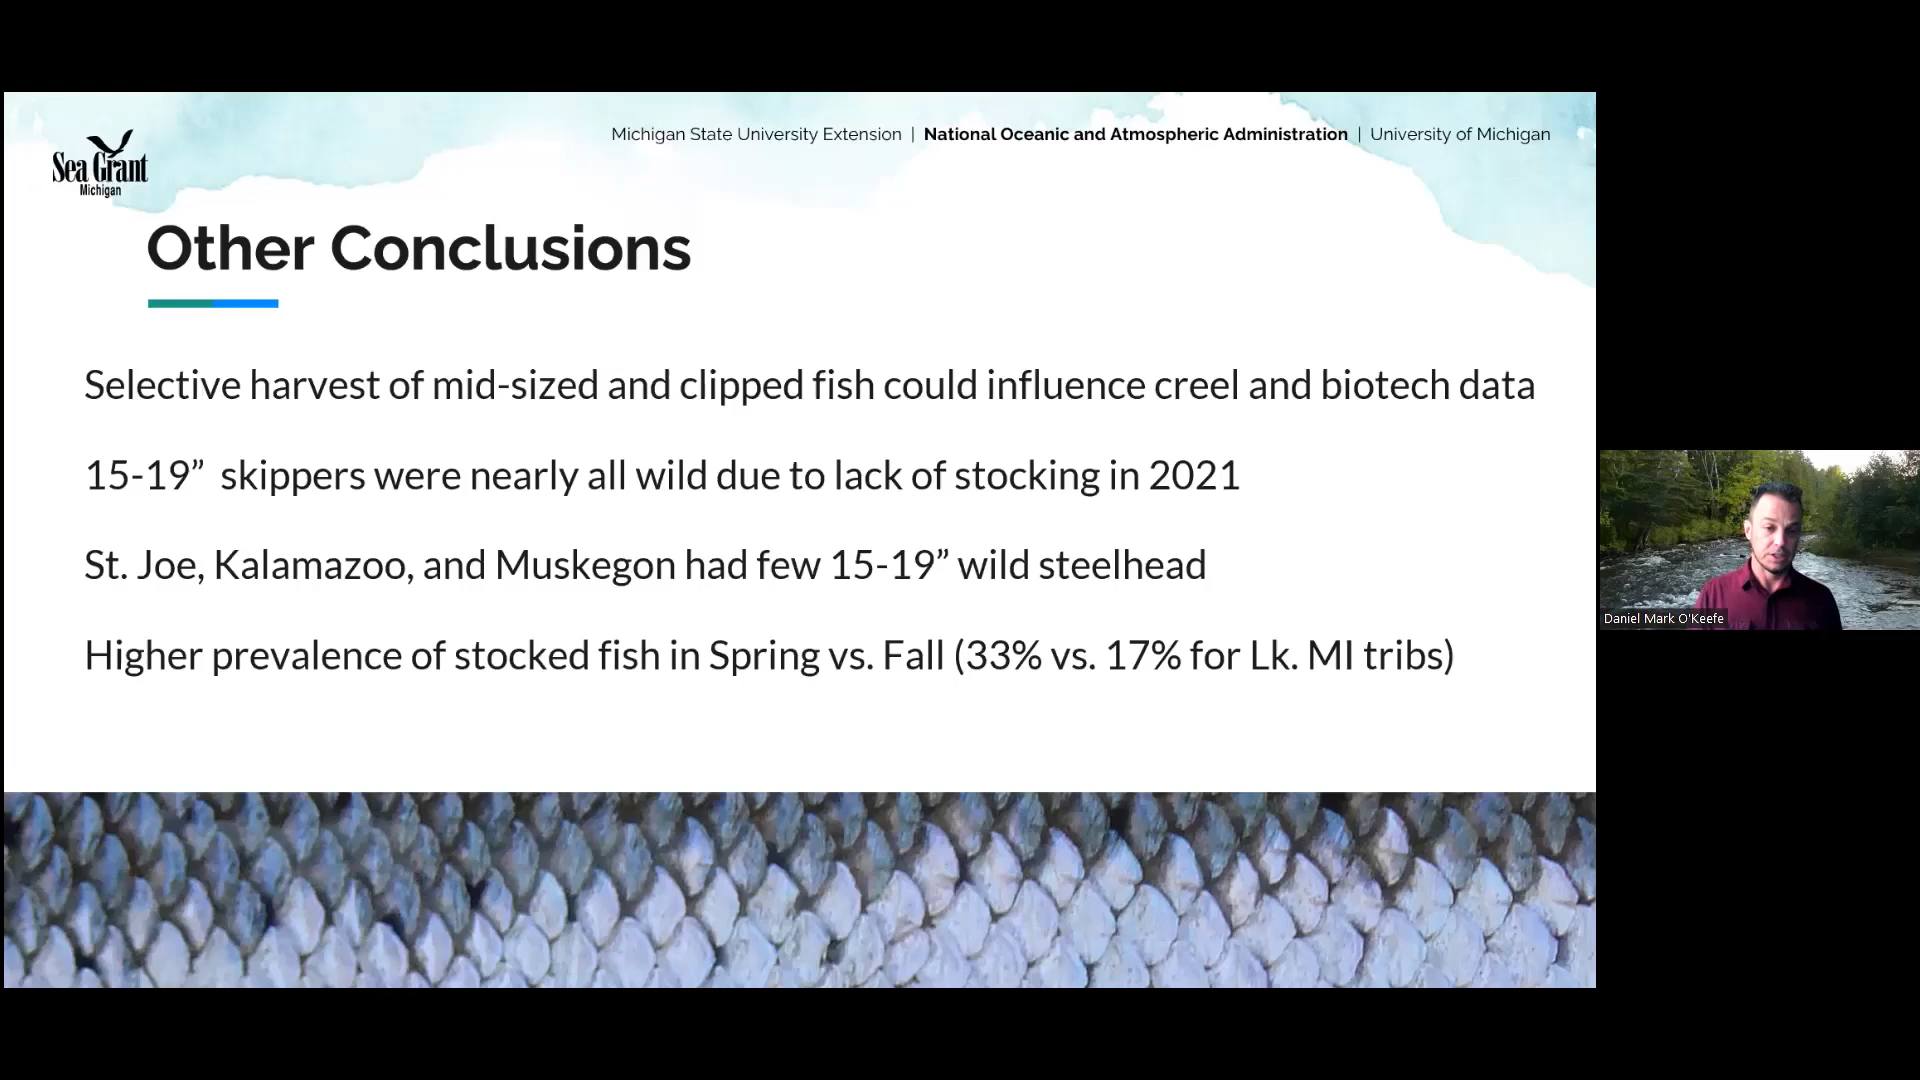 Sea Grant
Michigan
Michigan State University Extension | National Oceanic and Atmospheric Administration | University of Michigan
Other Conclusions
Selective harvest of mid-sized and clipped fish could influence creel and biotech data
15-19” skippers were nearly all wild due to lack of stocking in 2021
St. Joe, Kalamazoo, and Muskegon had few 15-19” wild steelhead
Higher prevalence of stocked fish in Spring vs. Fall (33% vs. 17% for Lk. MI tribs)
Daniel Mark O'Keefe